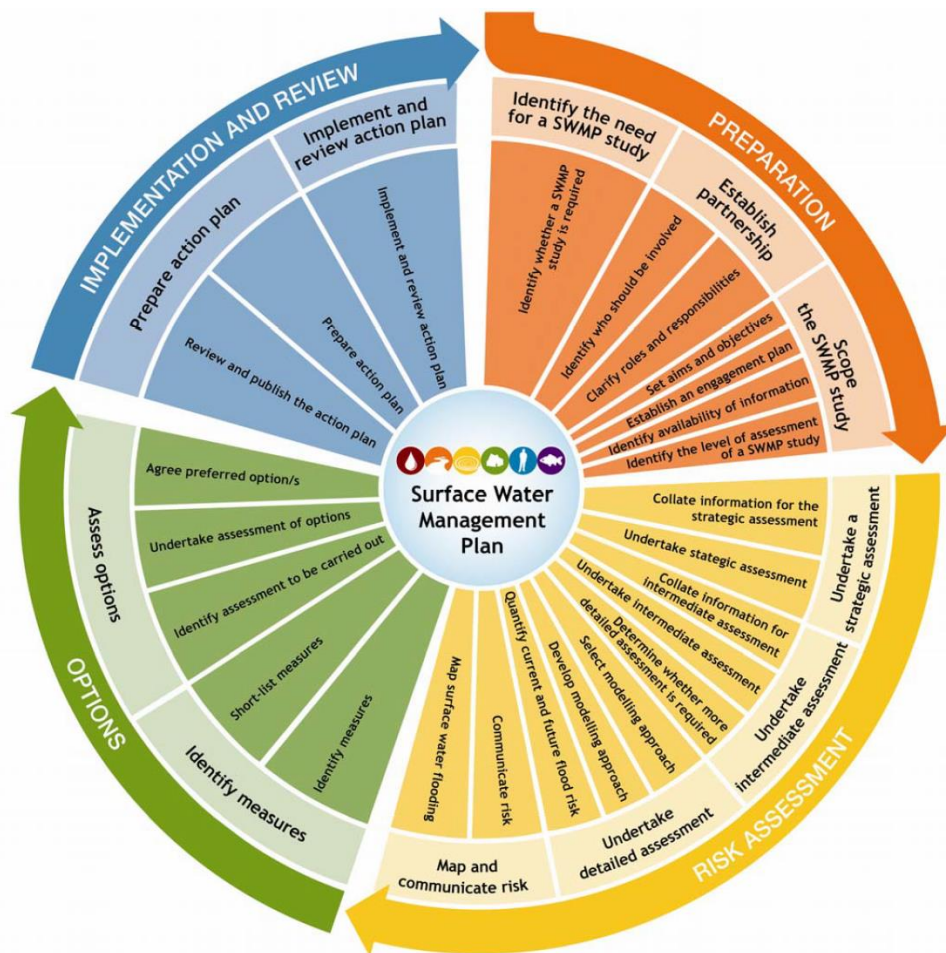 PREPARATION
Identify the need
for a SWMP study
Identify whether a SWMP
study is required
Establish
partnership
Identify who should be involved
Clarify roles and responsibilities
Scope
the SWMP study
Set aims and objectives
Establish an engagement plan
Identify availability of information
Identify the level of assessment
of a SWMP study
RISK ASSESSMENT
Undertake a
strategic assessment
Collate information for the
strategic assessment
Undertake stategic assessment
Undertake
intermediate assessment
Collate information for
intermediate assessment
Undertake intermediate assessment
Determine whether more
detailed assessment is required
Undertake
detailed assessment
Select modelling approach
Develop modelling approach
Quantify current and future flood risk
Map and
communicate risk
Communicate risk
Map surface water flooding
OPTIONS
Identify measures
Identify measures
Short-list measures
Assess options
Identify assessment to be carried out
Undertake assessment of options
Agree preferred option/s
IMPLEMENTATION AND REVIEW
Prepare action plan
Review and publish the action plan
Prepare action plan
Implement and
review action plan
Implement and review action plan
Surface Water
Management
Plan